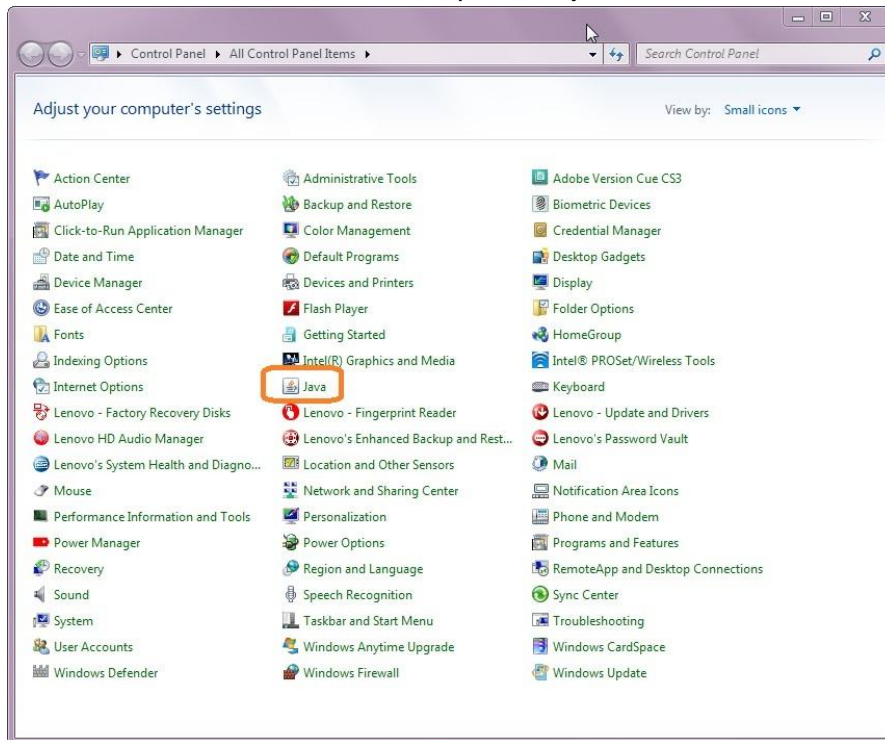 Control Panel ▸ All Control Panel Items ▸
Search Control Panel
Adjust your computer's settings
View by: Small icons
Action Center
Administrative Tools
Adobe Version Cue CS3
AutoPlay
Backup and Restore
Biometric Devices
Click-to-Run Application Manager
Color Management
Credential Manager
Date and Time
Default Programs
Desktop Gadgets
Device Manager
Devices and Printers
Display
Ease of Access Center
Flash Player
Folder Options
Fonts
Getting Started
HomeGroup
Indexing Options
Intel(R) Graphics and Media
Intel® PROSet/Wireless Tools
Internet Options
Java
Keyboard
Lenovo - Factory Recovery Disks
Lenovo - Fingerprint Reader
Lenovo - Update and Drivers
Lenovo HD Audio Manager
Lenovo's Enhanced Backup and Rest...
Lenovo's Password Vault
Lenovo's System Health and Diagno...
Location and Other Sensors
Mail
Mouse
Network and Sharing Center
Notification Area Icons
Performance Information and Tools
Personalization
Phone and Modem
Power Manager
Power Options
Programs and Features
Recovery
Region and Language
RemoteApp and Desktop Connections
Sound
Speech Recognition
Sync Center
System
Taskbar and Start Menu
Troubleshooting
User Accounts
Windows Anytime Upgrade
Windows CardSpace
Windows Defender
Windows Firewall
Windows Update